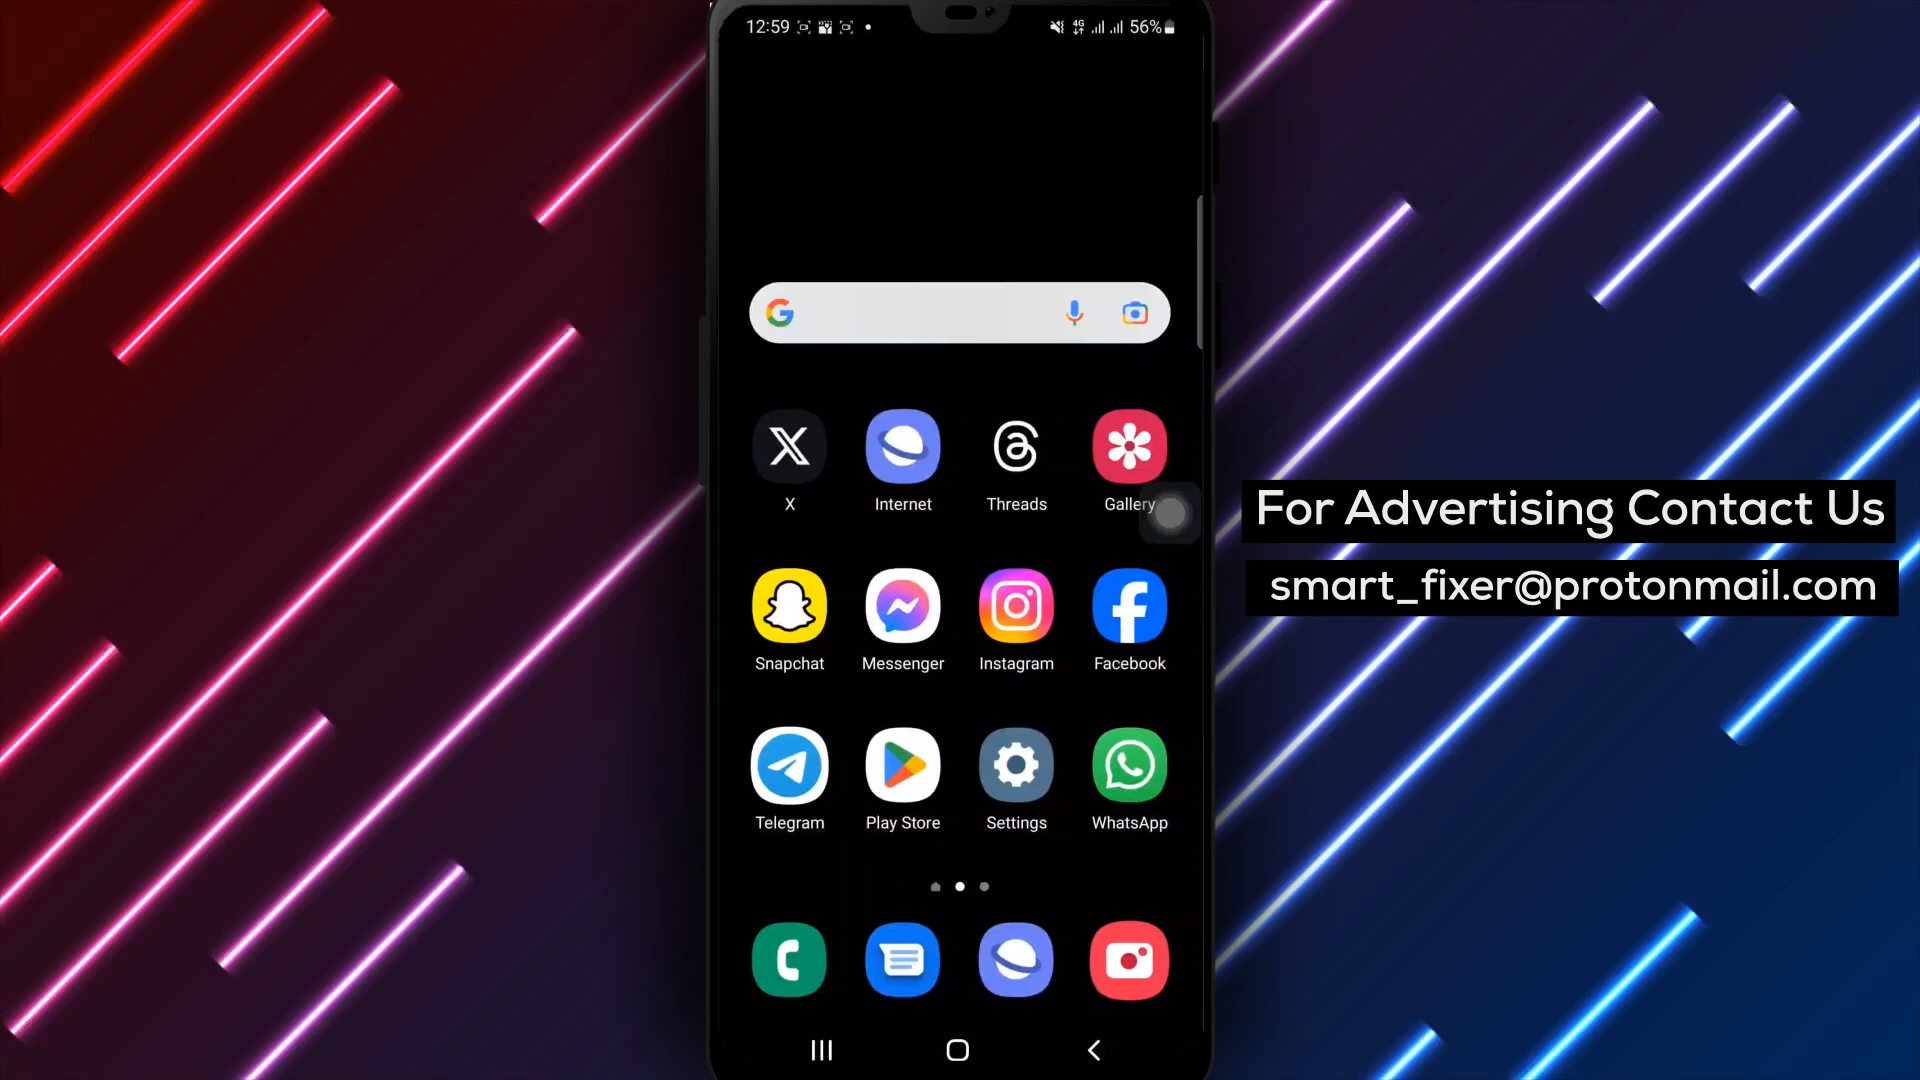 12:59
4G 56%
X Internet Threads Gallery
Snapchat Messenger Instagram Facebook
Telegram Play Store Settings WhatsApp
For Advertising Contact Us
smart_fixer@protonmail.com